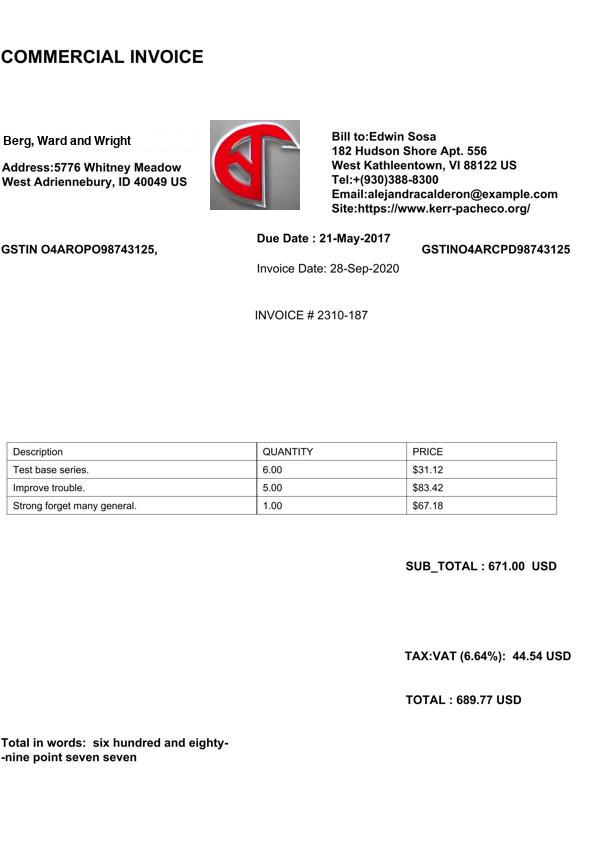 COMMERCIAL INVOICE
Berg, Ward and Wright
Address:5776 Whitney Meadow
West Adriennebury, ID 40049 US
Bill to:Edwin Sosa
182 Hudson Shore Apt. 556
West Kathleentown, VI 88122 US
Tel:+(930)388-8300
Email:alejandracalderon@example.com
Site:https://www.kerr-pacheco.org/
GSTIN O4AROPO98743125,
Due Date : 21-May-2017
GSTINO4ARCPD98743125
Invoice Date: 28-Sep-2020
INVOICE # 2310-187
Description QUANTITY PRICE
Test base series. 6.00 $31.12
Improve trouble. 5.00 $83.42
Strong forget many general. 1.00 $67.18
SUB_TOTAL : 671.00 USD
TAX:VAT (6.64%): 44.54 USD
TOTAL : 689.77 USD
Total in words: six hundred and eighty-
-nine point seven seven